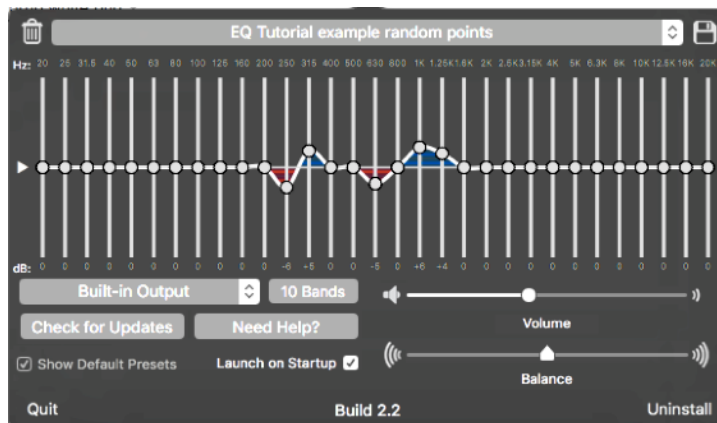 EQ Tutorial example random points
Hz: 20 25 31.5 40 50 63 80 100 125 160 200 250 315 400 500 630 800 1K 1.25K 1.6K 2K 2.5K 3.15K 4K 5K 6.3K 8K 10K 12.5K 16K 20K
dB: 0 0 0 0 0 0 0 0 0 0 0 -6 +5 0 0 -5 0 +6 +4 0 0 0 0 0 0 0 0 0 0 0 0
Built-in Output 10 Bands
Volume
Check for Updates Need Help?
Show Default Presets Launch on Startup
Balance
Quit Build 2.2 Uninstall